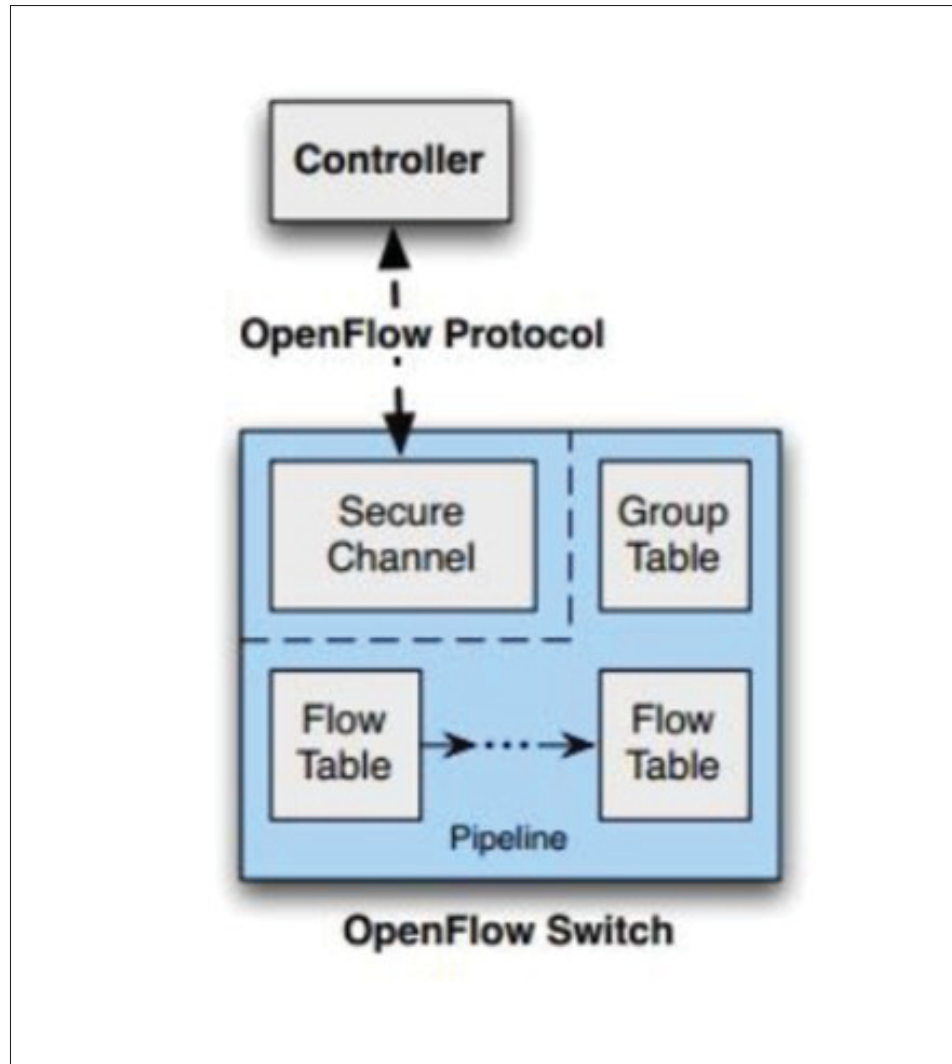 Controller
OpenFlow Protocol
Secure
Channel
Group
Table
Flow
Table
Flow
Table
Pipeline
OpenFlow Switch